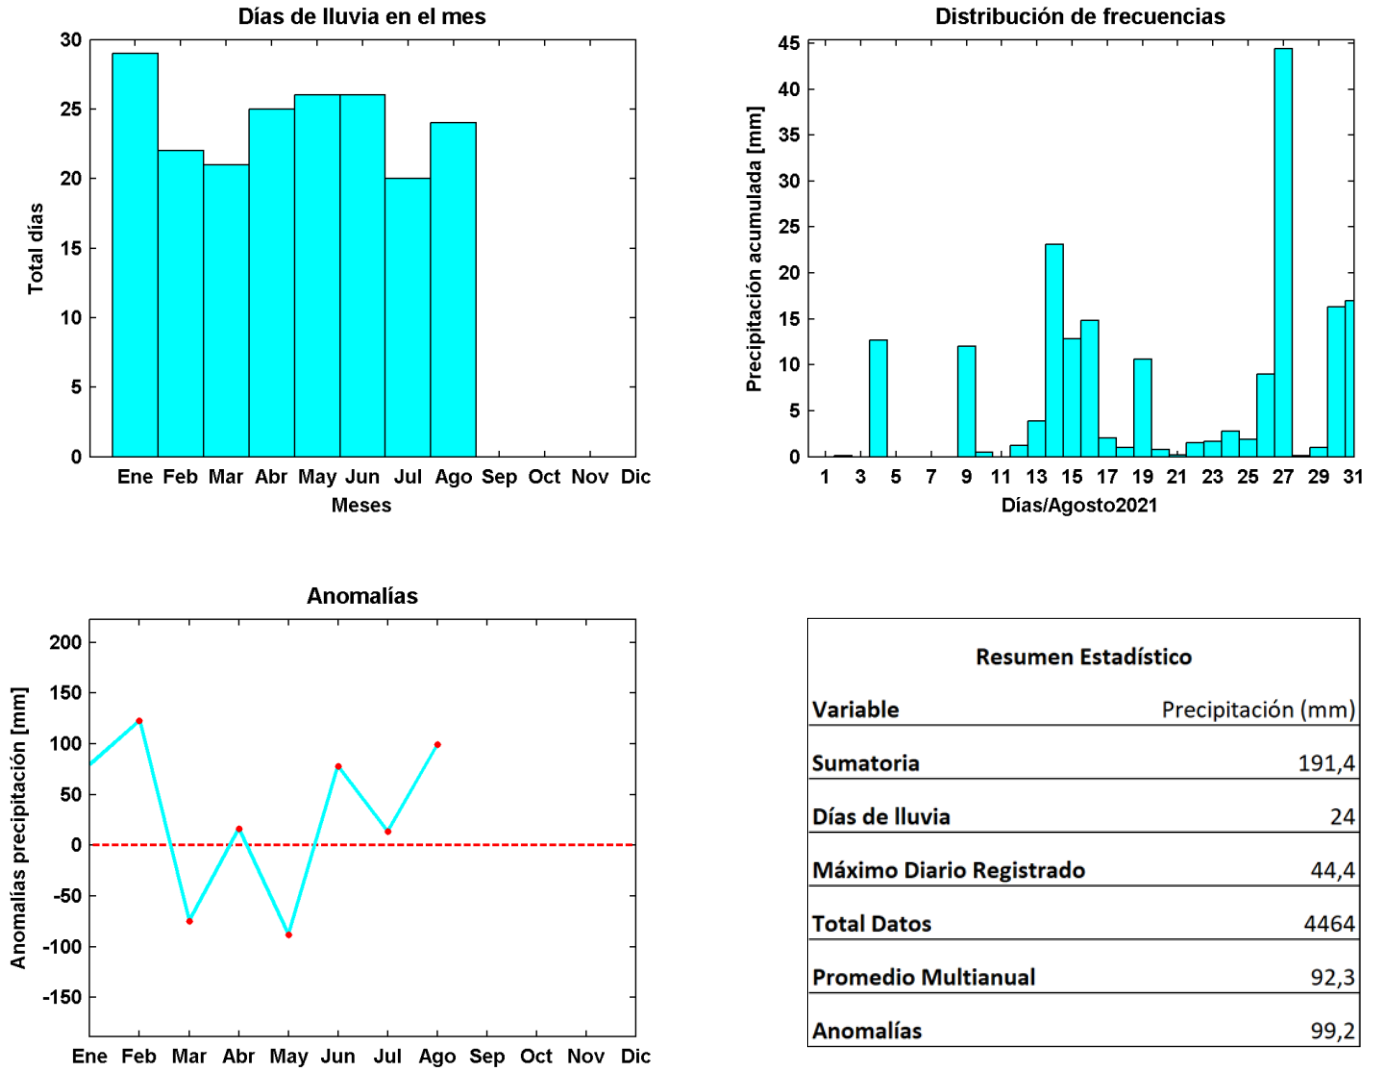 Días de lluvia en el mes
30
25
20
15
10
5
0
Total días
Ene Feb Mar Abr May Jun Jul Ago Sep Oct Nov Dic
Meses
Distribución de frecuencias
45
40
35
30
25
20
15
10
5
0
Precipitación acumulada [mm]
1 3 5 7 9 11 13 15 17 19 21 23 25 27 29 31
Días/Agosto2021
Anomalías
200
150
100
50
0
-50
-100
-150
Anomalías precipitación [mm]
Ene Feb Mar Abr May Jun Jul Ago Sep Oct Nov Dic
Resumen Estadístico
Variable Precipitación (mm)
Sumatoria 191,4
Días de lluvia 24
Máximo Diario Registrado 44,4
Total Datos 4464
Promedio Multianual 92,3
Anomalías 99,2